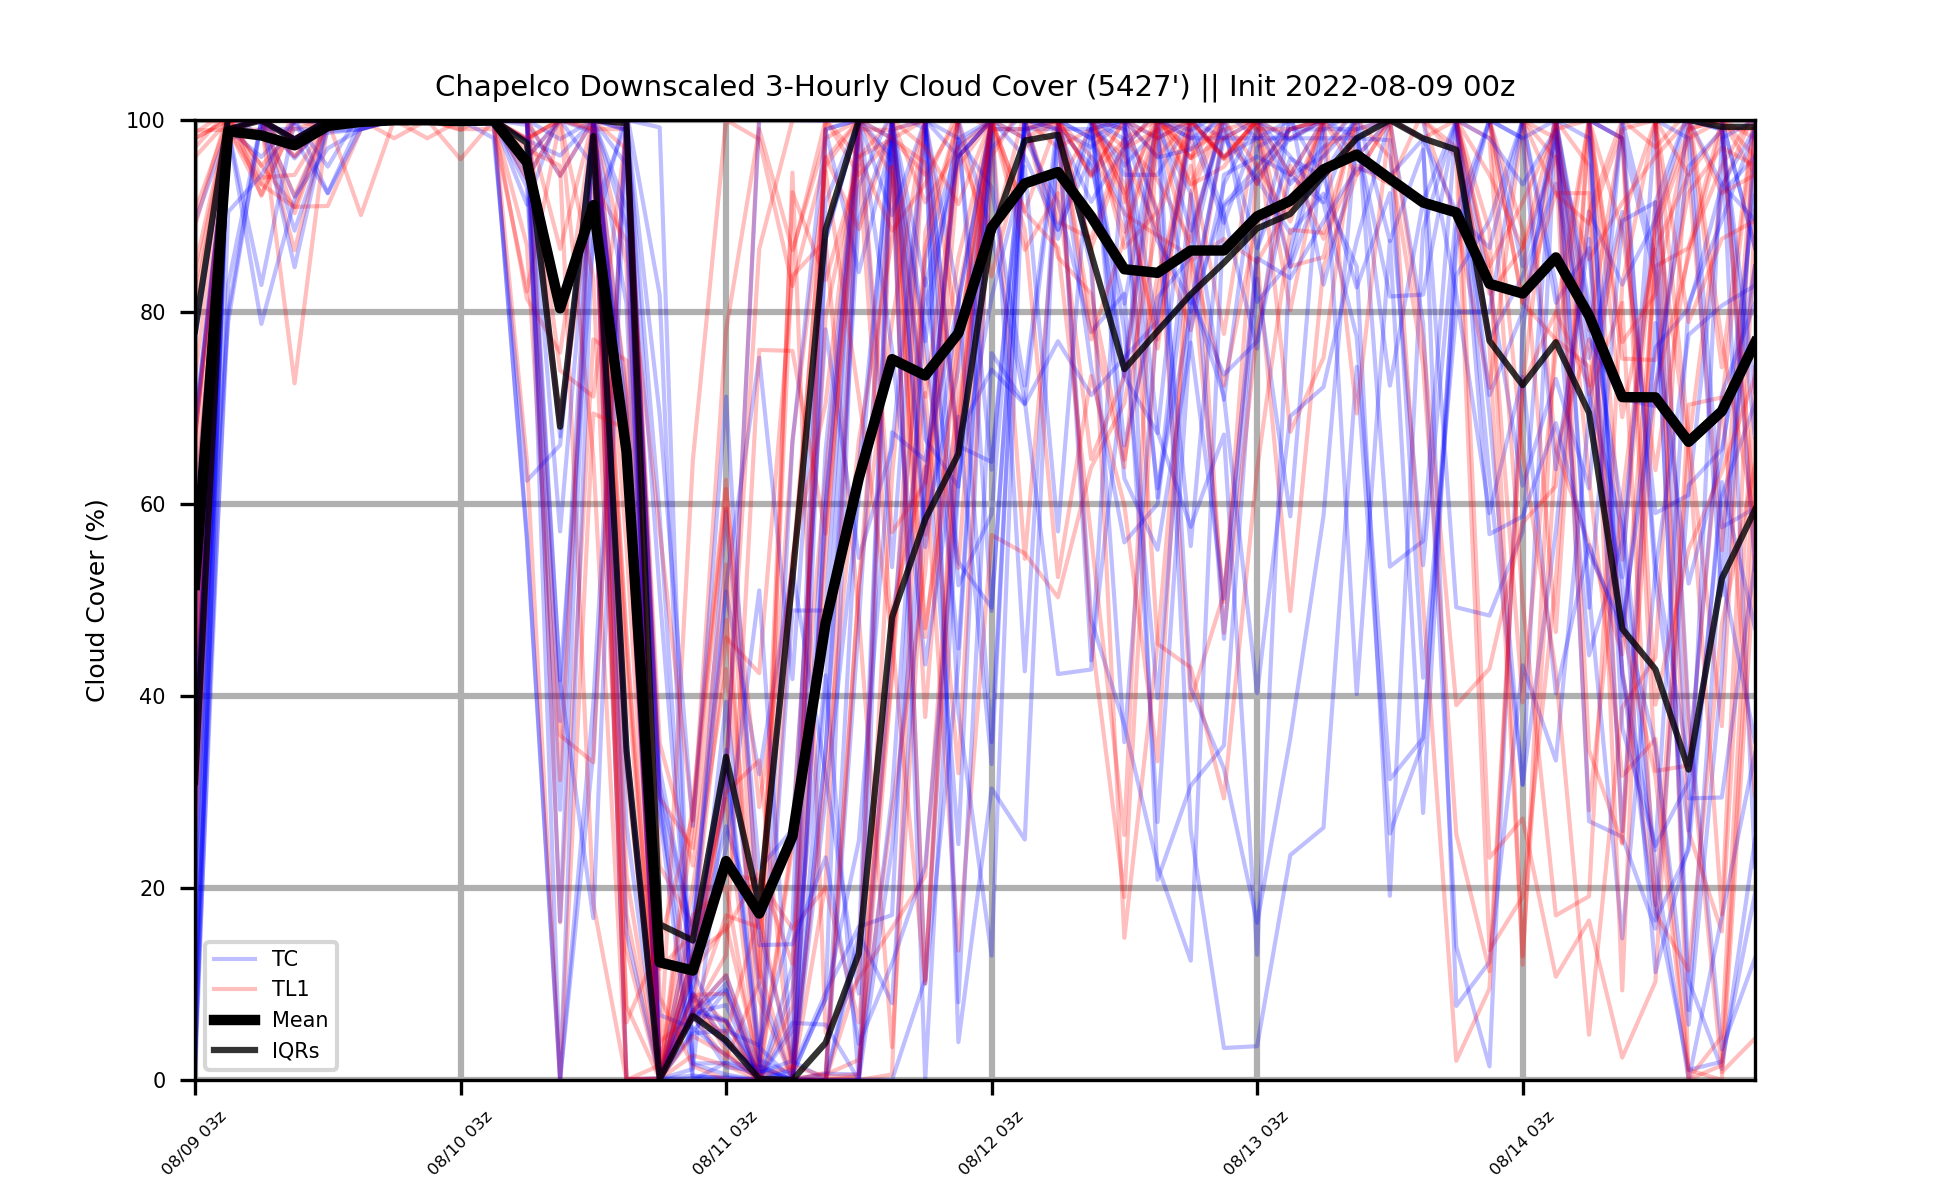 Chapelco Downscaled 3-Hourly Cloud Cover (5427') || Init 2022-08-09 00z
Cloud Cover (%)
100
80
60
40
20
0
TC
TL1
Mean
IQRs
08/09 03z
08/10 03z
08/11 03z
08/12 03z
08/13 03z
08/14 03z